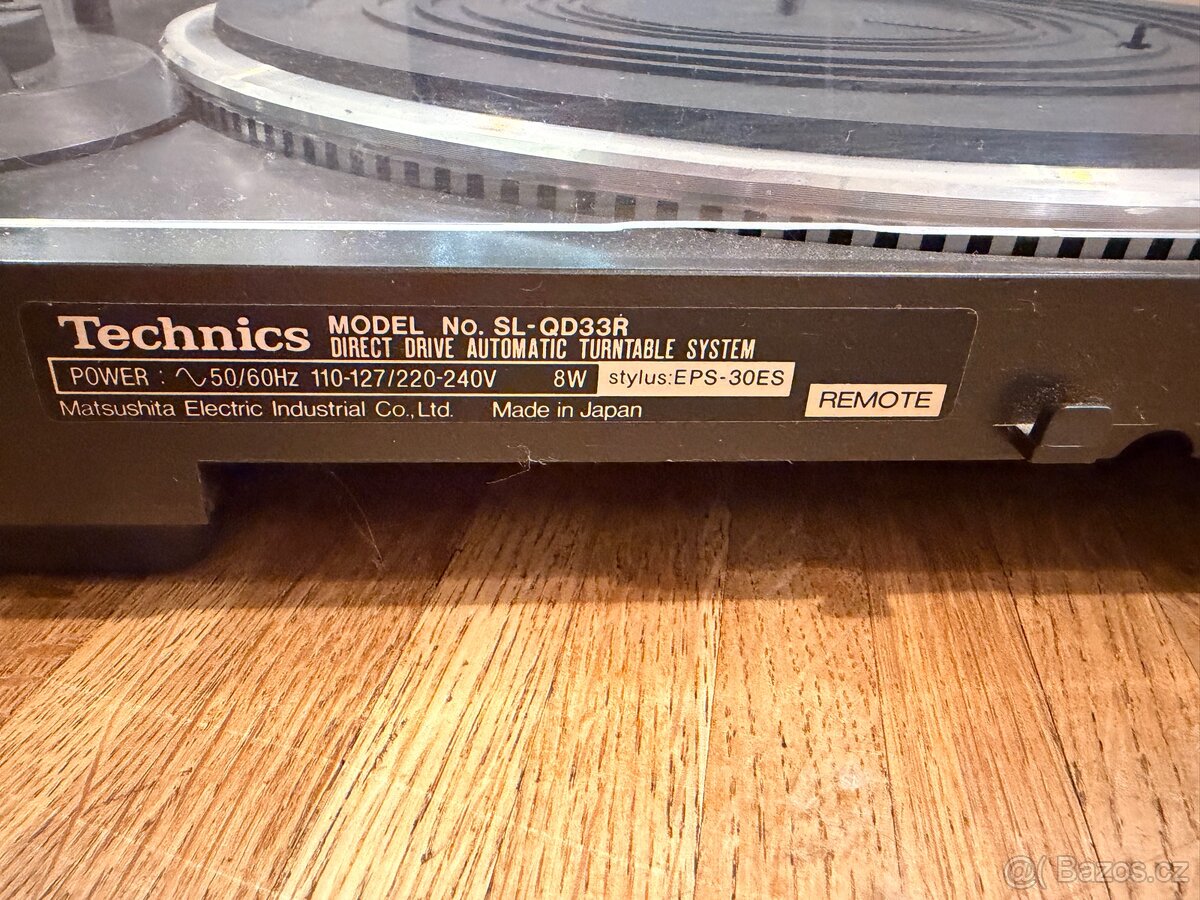 Technics MODEL No. SL-QD33R
DIRECT DRIVE AUTOMATIC TURNTABLE SYSTEM
POWER : ∿50/60Hz 110-127/220-240V 8W stylus:EPS-30ES
Matsushita Electric Industrial Co.,Ltd. Made in Japan
REMOTE
@( Bazos.cz